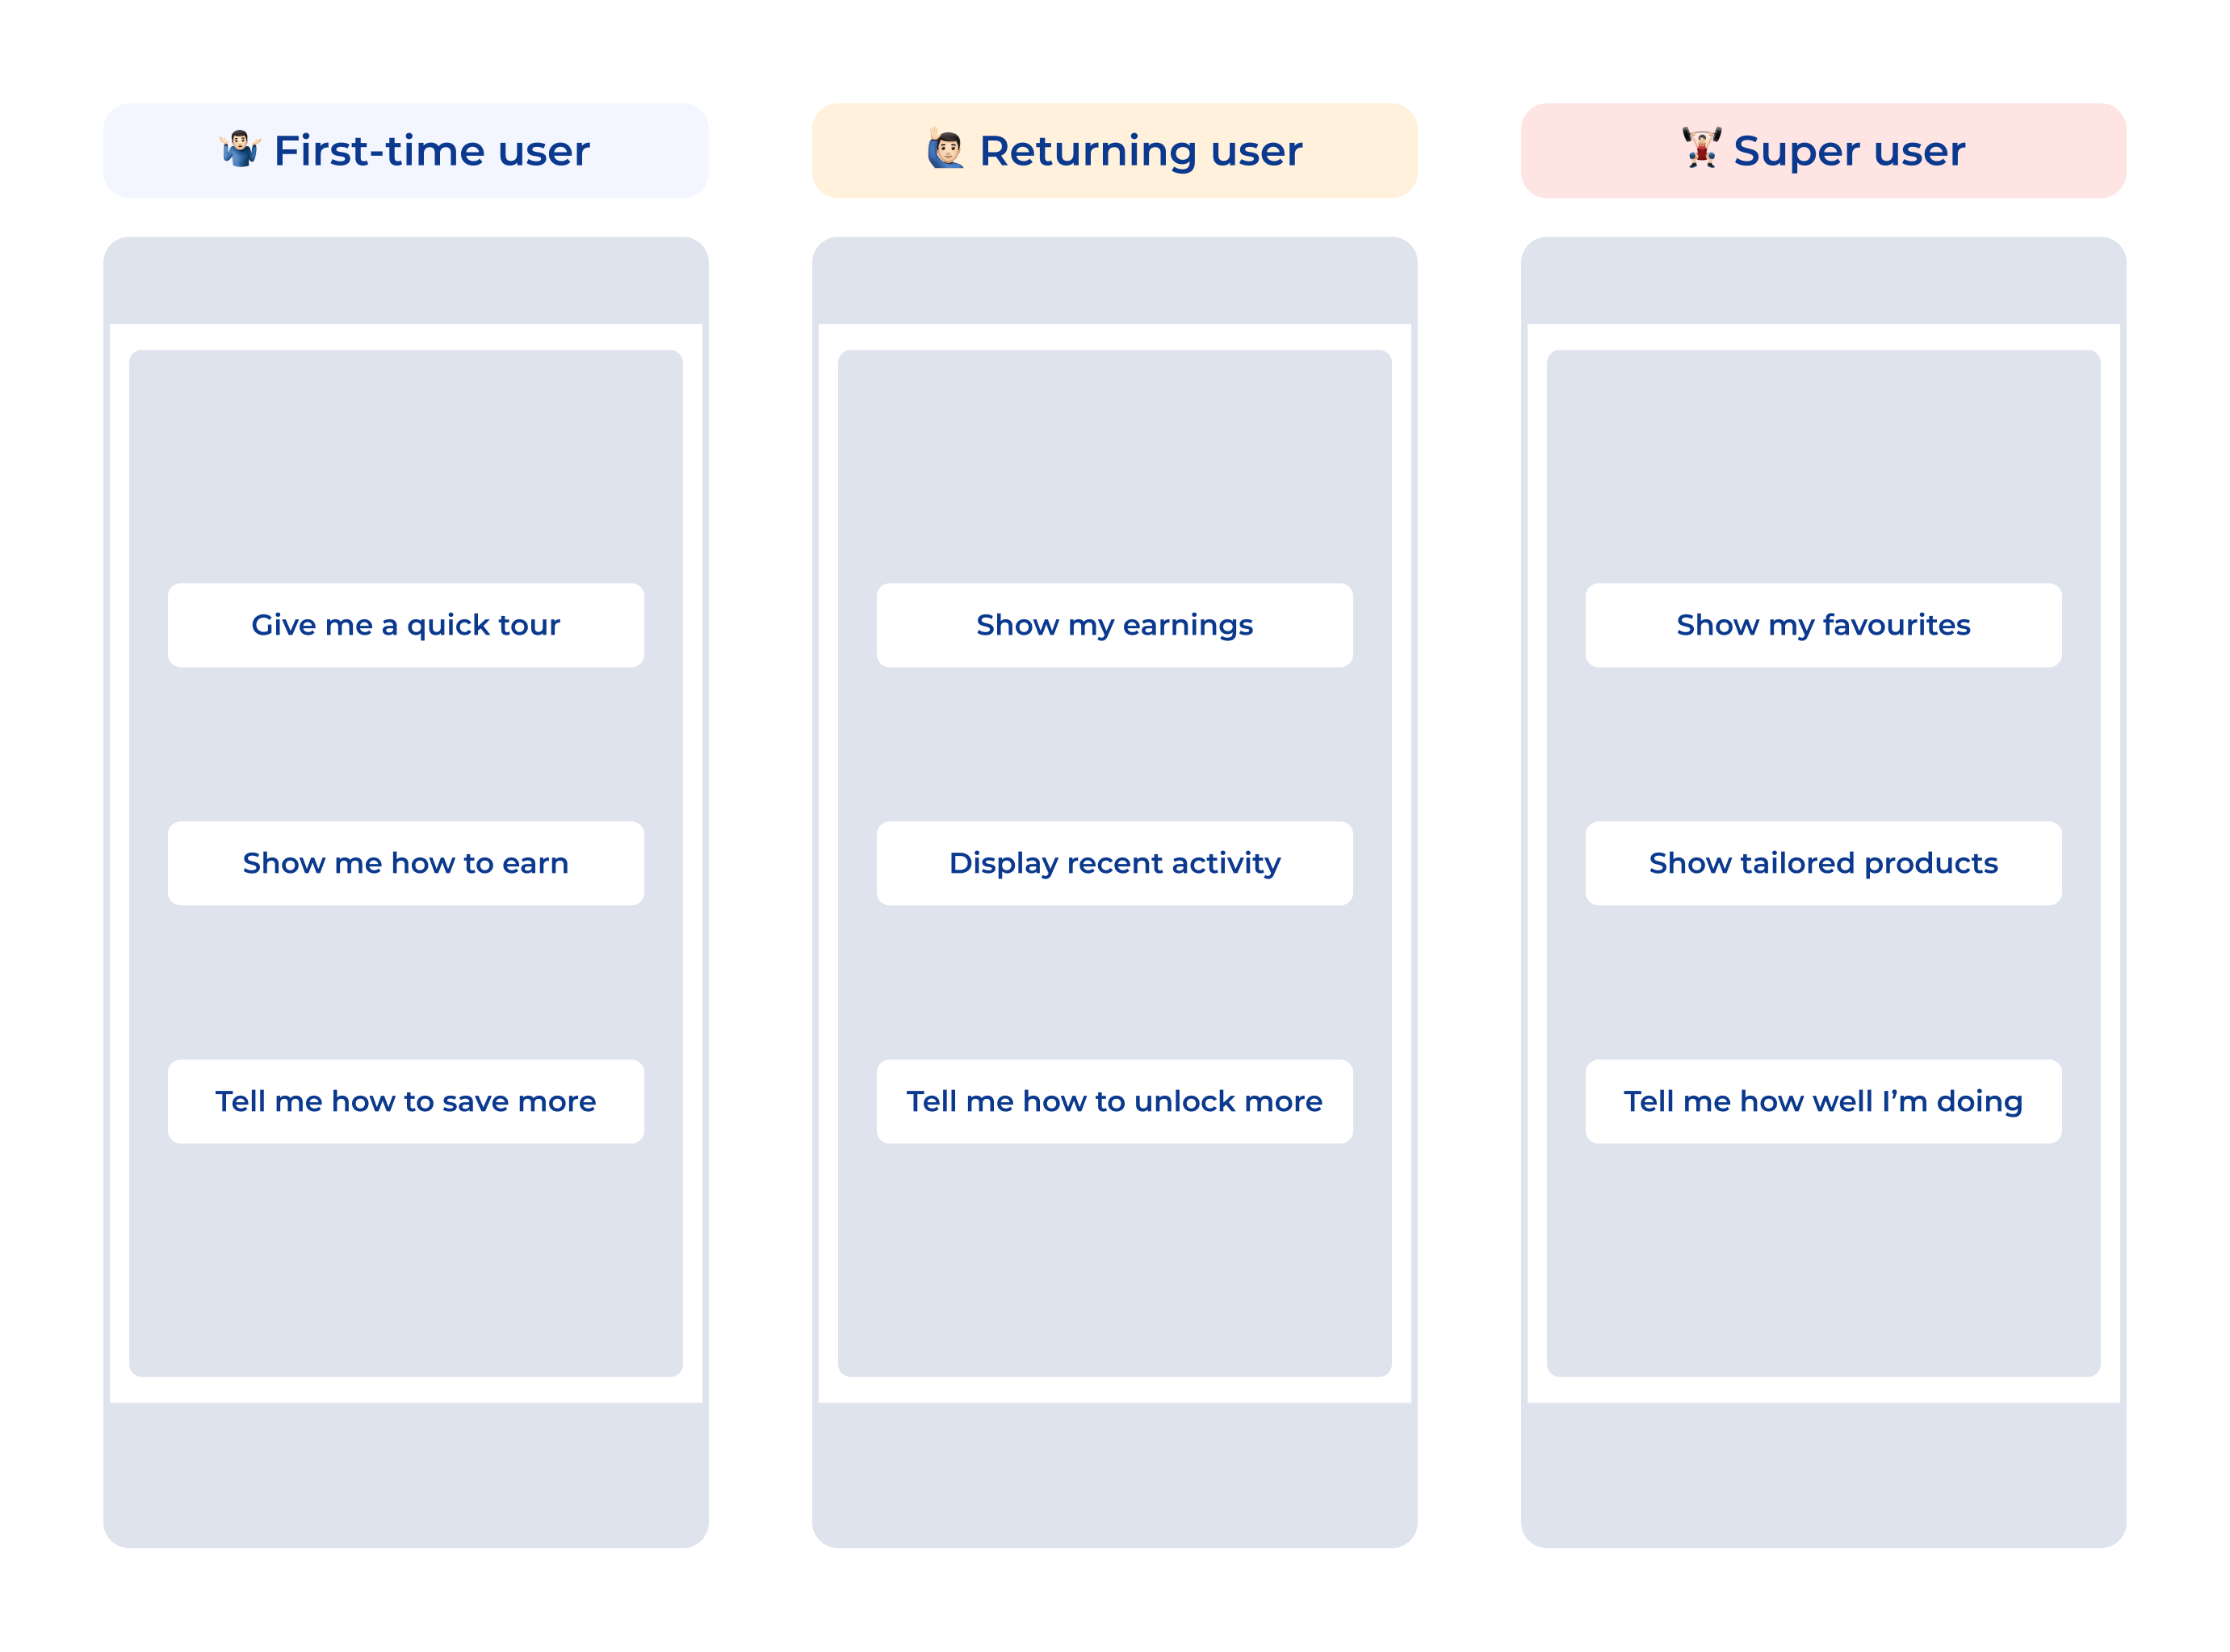 First-time user
Give me a quick tour
Show me how to earn
Tell me how to save more
Returning user
Show my earnings
Display recent activity
Tell me how to unlock more
Super user
Show my favourites
Show tailored products
Tell me how well I’m doing